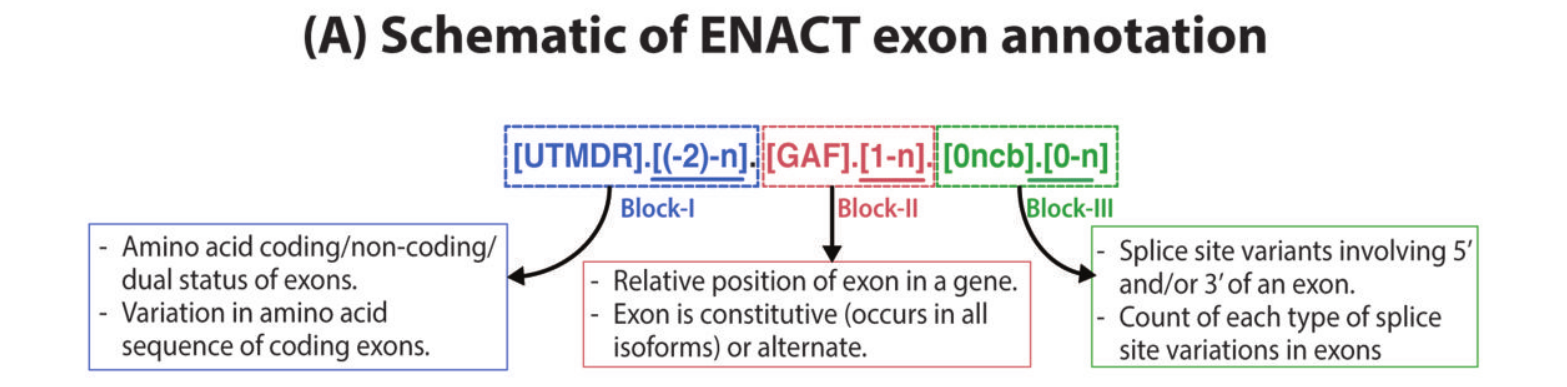 (A) Schematic of ENACT exon annotation
[UTMDR].[(-2)-n].[GAF].[1-n].[0ncb].[0-n]
Block-I
Block-II
Block-III
- Amino acid coding/non-coding/
dual status of exons.
- Variation in amino acid
sequence of coding exons.
- Relative position of exon in a gene.
- Exon is constitutive (occurs in all
isoforms) or alternate.
- Splice site variants involving 5′
and/or 3′ of an exon.
- Count of each type of splice
site variations in exons